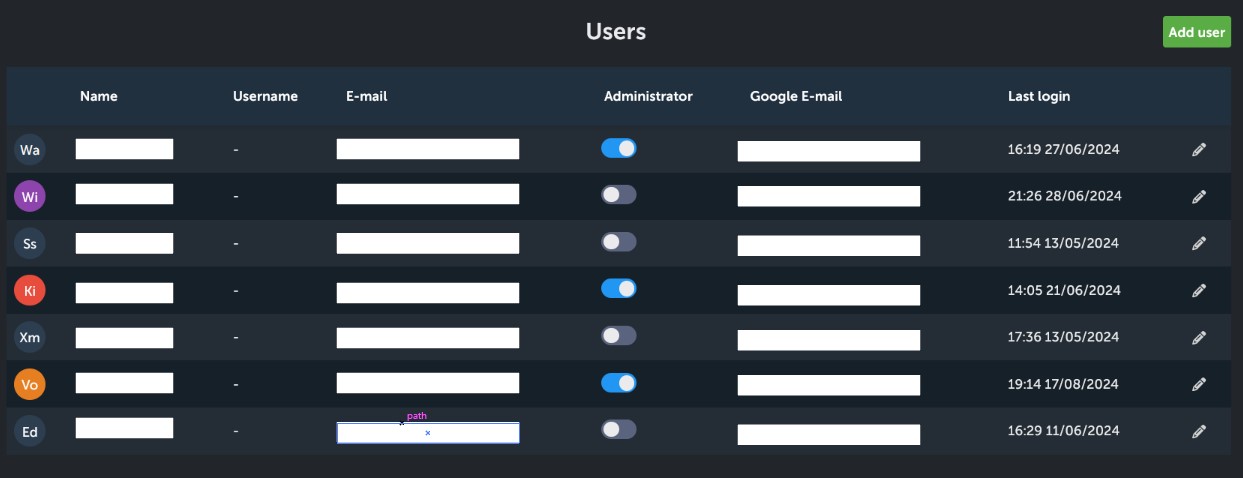 Users
Add user
Name Username E-mail Administrator Google E-mail Last login
Wa - 16:19 27/06/2024
Wi - 21:26 28/06/2024
Ss - 11:54 13/05/2024
Ki - 14:05 21/06/2024
Xm - 17:36 13/05/2024
Vo - 19:14 17/08/2024
path
Ed - 16:29 11/06/2024